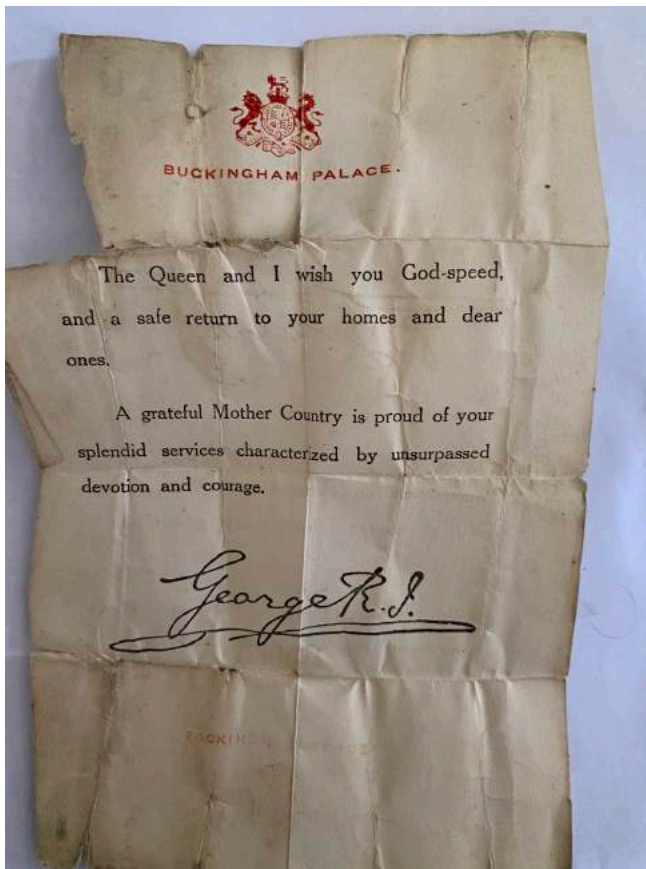 BUCKINGHAM PALACE.
The Queen and I wish you God-speed,
and a safe return to your homes and dear
ones.
A grateful Mother Country is proud of your
splendid services characterized by unsurpassed
devotion and courage.
George R.I.